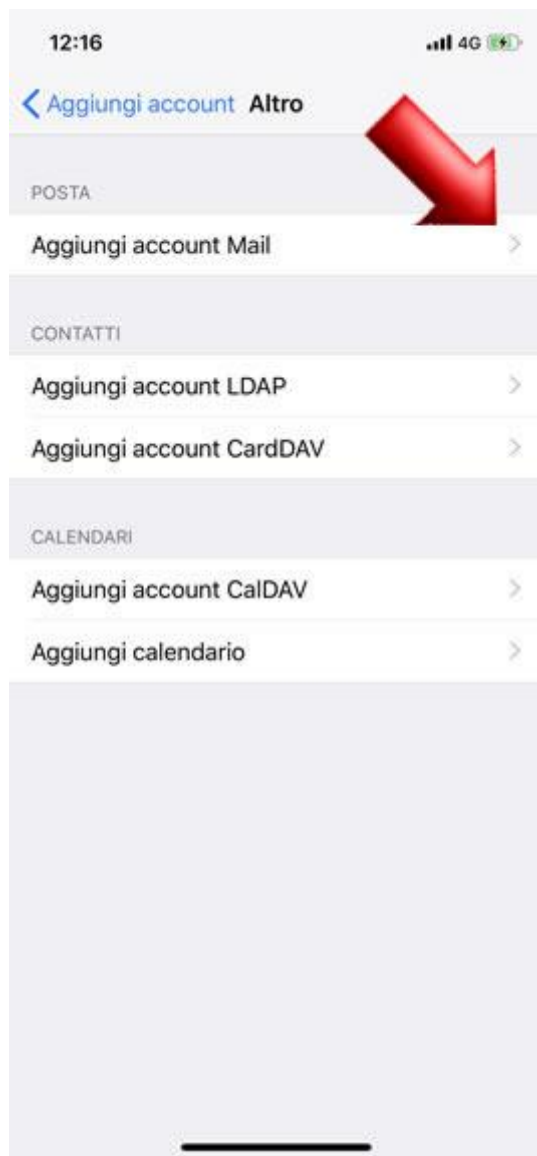 12:16 4G
Aggiungi account Altro
POSTA
Aggiungi account Mail
CONTATTI
Aggiungi account LDAP
Aggiungi account CardDAV
CALENDARI
Aggiungi account CalDAV
Aggiungi calendario